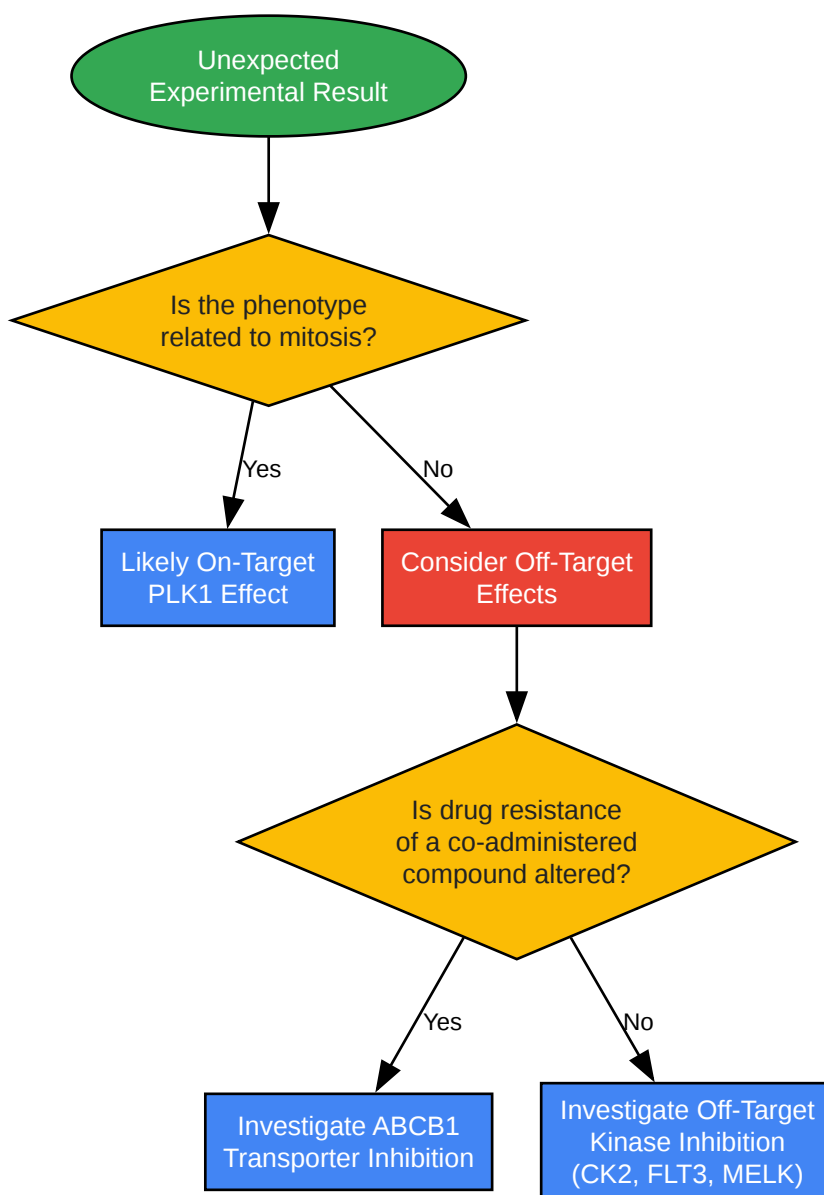 Unexpected
Experimental Result
Is the phenotype
related to mitosis?
Yes
No
Likely On-Target
PLK1 Effect
Consider Off-Target
Effects
Is drug resistance
of a co-administered
compound altered?
Yes
No
Investigate ABCB1
Transporter Inhibition
Investigate Off-Target
Kinase Inhibition
(CK2, FLT3, MELK)